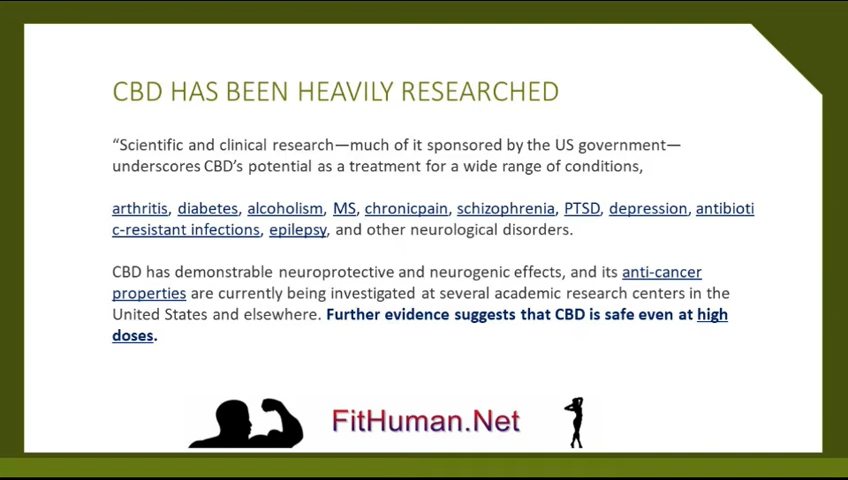 CBD HAS BEEN HEAVILY RESEARCHED
“Scientific and clinical research—much of it sponsored by the US government—
underscores CBD’s potential as a treatment for a wide range of conditions,
arthritis, diabetes, alcoholism, MS, chronicpain, schizophrenia, PTSD, depression, antibioti
c-resistant infections, epilepsy, and other neurological disorders.
CBD has demonstrable neuroprotective and neurogenic effects, and its anti-cancer
properties are currently being investigated at several academic research centers in the
United States and elsewhere. Further evidence suggests that CBD is safe even at high
doses.
FitHuman.Net